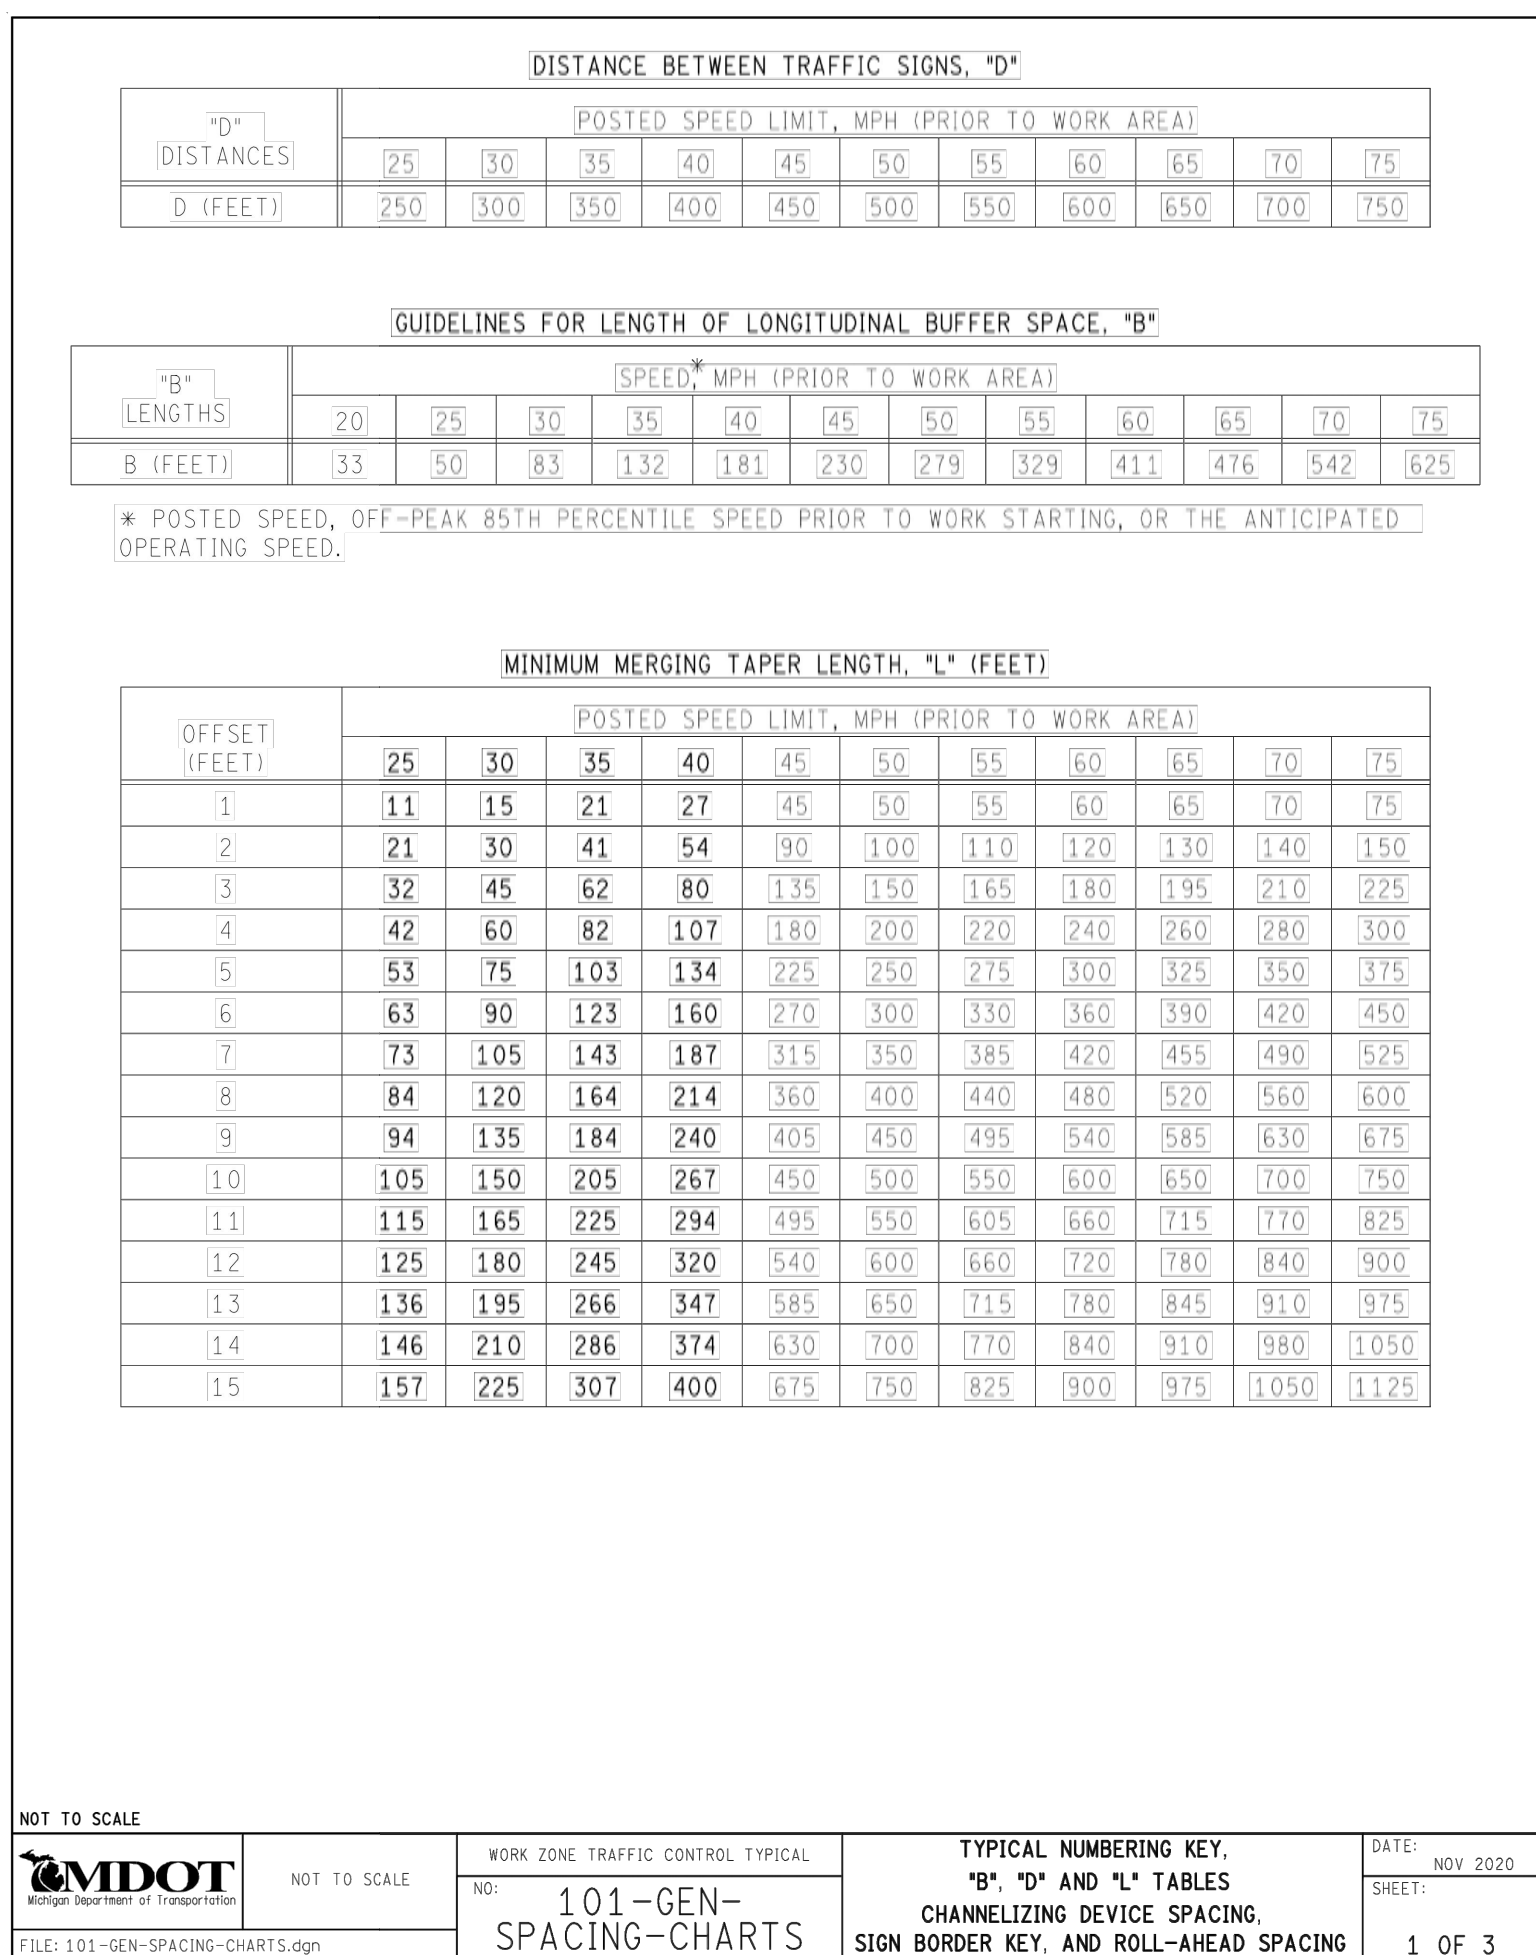 DISTANCE BETWEEN TRAFFIC SIGNS, "D"
"D" DISTANCES
POSTED SPEED LIMIT, MPH (PRIOR TO WORK AREA)
25 30 35 40 45 50 55 60 65 70 75
D (FEET) 250 300 350 400 450 500 550 600 650 700 750
GUIDELINES FOR LENGTH OF LONGITUDINAL BUFFER SPACE, "B"
"B" LENGTHS
SPEED,* MPH (PRIOR TO WORK AREA)
20 25 30 35 40 45 50 55 60 65 70 75
B (FEET) 33 50 83 132 181 230 279 329 411 476 542 625
* POSTED SPEED, OFF-PEAK 85TH PERCENTILE SPEED PRIOR TO WORK STARTING, OR THE ANTICIPATED
OPERATING SPEED.
MINIMUM MERGING TAPER LENGTH, "L" (FEET)
OFFSET (FEET)
POSTED SPEED LIMIT, MPH (PRIOR TO WORK AREA)
25 30 35 40 45 50 55 60 65 70 75
1 11 15 21 27 45 50 55 60 65 70 75
2 21 30 41 54 90 100 110 120 130 140 150
3 32 45 62 80 135 150 165 180 195 210 225
4 42 60 82 107 180 200 220 240 260 280 300
5 53 75 103 134 225 250 275 300 325 350 375
6 63 90 123 160 270 300 330 360 390 420 450
7 73 105 143 187 315 350 385 420 455 490 525
8 84 120 164 214 360 400 440 480 520 560 600
9 94 135 184 240 405 450 495 540 585 630 675
10 105 150 205 267 450 500 550 600 650 700 750
11 115 165 225 294 495 550 605 660 715 770 825
12 125 180 245 320 540 600 660 720 780 840 900
13 136 195 266 347 585 650 715 780 845 910 975
14 146 210 286 374 630 700 770 840 910 980 1050
15 157 225 307 400 675 750 825 900 975 1050 1125
NOT TO SCALE
MDOT
Michigan Department of Transportation
FILE: 101-GEN-SPACING-CHARTS.dgn
NOT TO SCALE
WORK ZONE TRAFFIC CONTROL TYPICAL
NO: 101-GEN-
SPACING-CHARTS
TYPICAL NUMBERING KEY,
"B", "D" AND "L" TABLES
CHANNELIZING DEVICE SPACING,
SIGN BORDER KEY, AND ROLL-AHEAD SPACING
DATE:
NOV 2020
SHEET:
1 OF 3